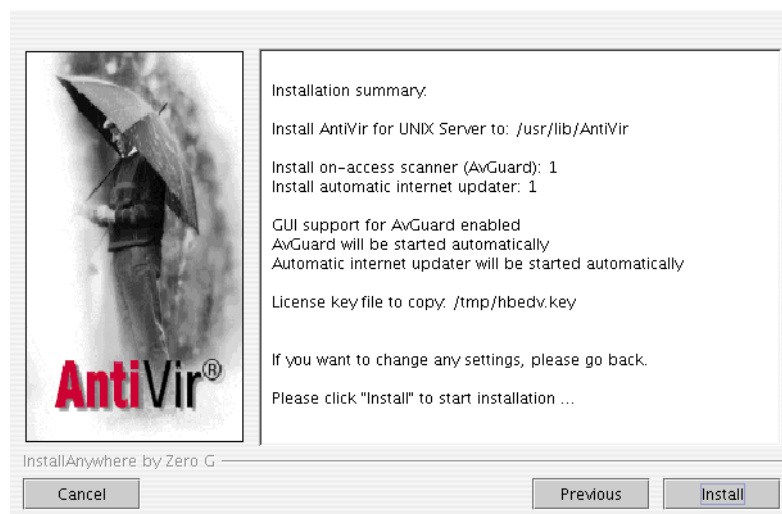 Installation summary:
Install AntiVir for UNIX Server to: /usr/lib/AntiVir
Install on-access scanner (AvGuard): 1
Install automatic internet updater: 1
GUI support for AvGuard enabled
AvGuard will be started automatically
Automatic internet updater will be started automatically
License key file to copy: /tmp/hbedv.key
If you want to change any settings, please go back.
Please click "Install" to start installation ...
AntiVir®
InstallAnywhere by Zero G
Cancel
Previous
Install